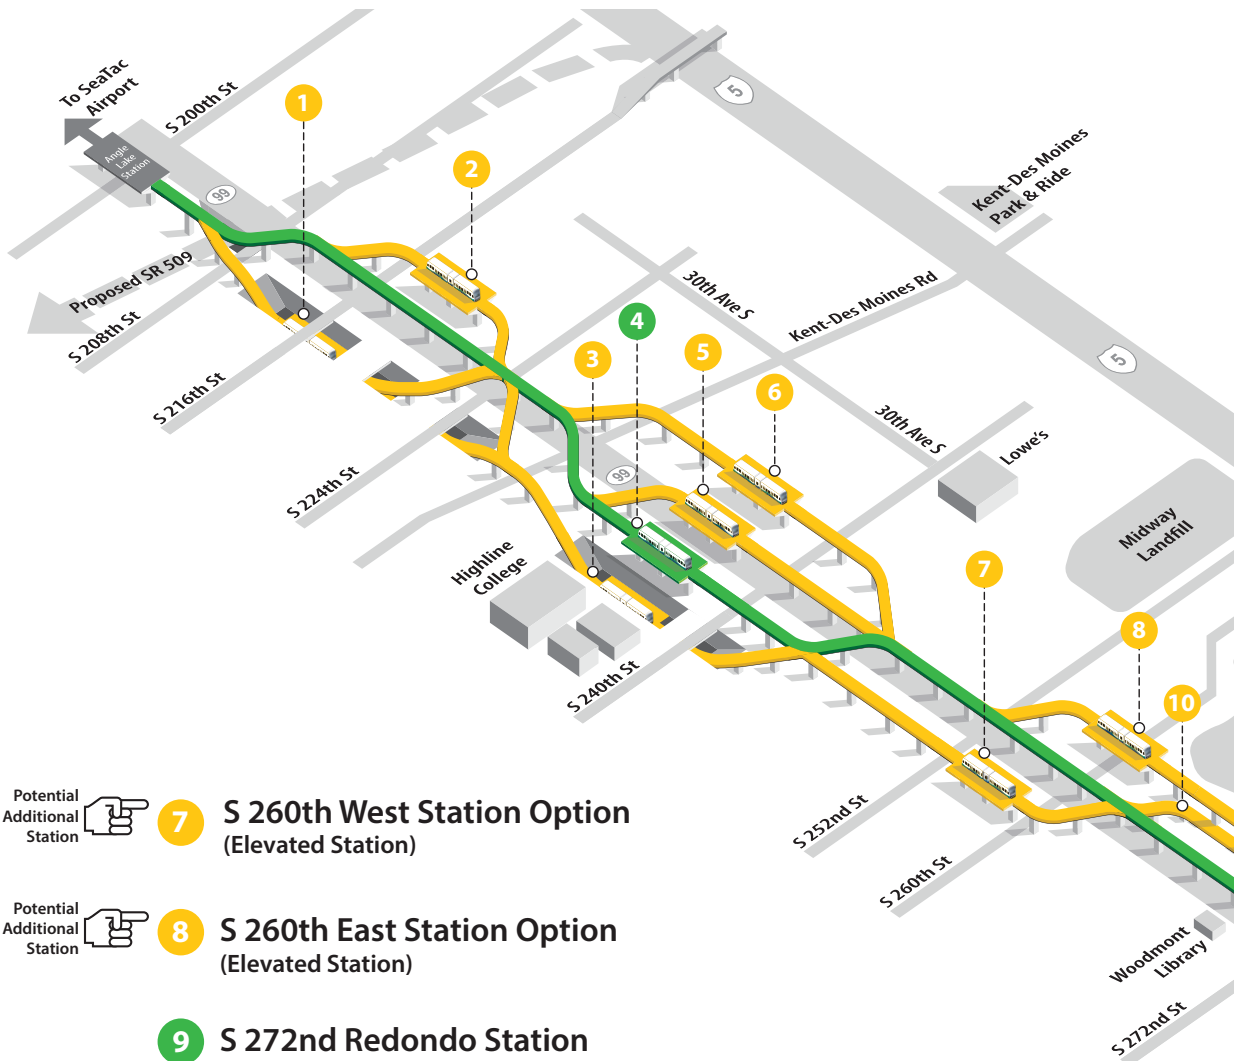 To SeaTac
Airport
S 200th St
1
5
Angle
Lake
Station
99
2
Kent-Des Moines
Park & Ride
Proposed SR 509
S 208th St
30th Ave S
Kent-Des Moines Rd
4
5
3
6
5
S 216th St
30th Ave S
Lowe's
99
S 224th St
Midway
Landfill
Highline
College
7
8
S 240th St
10
S 252nd St
S 260th St
Woodmont
Library
S 272nd St
Potential
Additional
Station
7
S 260th West Station Option
(Elevated Station)
Potential
Additional
Station
8
S 260th East Station Option
(Elevated Station)
9
S 272nd Redondo Station